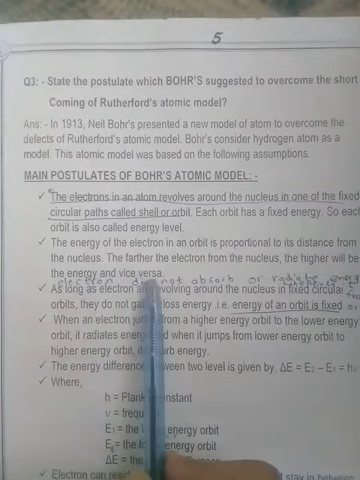 5
Q3: - State the postulate which BOHR'S suggested to overcome the short
Coming of Rutherford's atomic model?
Ans: - In 1913, Neil Bohr's presented a new model of atom to overcome the
defects of Rutherford's atomic model. Bohr's consider hydrogen atom as a
model. This atomic model was based on the following assumptions.
MAIN POSTULATES OF BOHR'S ATOMIC MODEL: -
✓ The electrons in an atom revolves around the nucleus in one of the fixed
circular paths called shell or orbit. Each orbit has a fixed energy. So each
orbit is also called energy level.
✓ The energy of the electron in an orbit is proportional to its distance from
the nucleus. The farther the electron from the nucleus, the higher will be
the energy and vice versa.
electron not absorb or radiate energy
✓ As long as electron revolving around the nucleus in fixed circular
orbits, they do not loss energy .i.e. energy of an orbit is fixed
✓ When an electron from a higher energy orbit to the lower energy
orbit, it radiates energy when it jumps from lower energy orbit to
higher energy orbit, energy.
✓ The energy difference between two level is given by, ΔE = E2 – E1 = hυ
✓ Where,
h = constant
υ =
E1 = the energy orbit
E2 = the energy orbit
ΔE = the
✓ Electron can stay in between